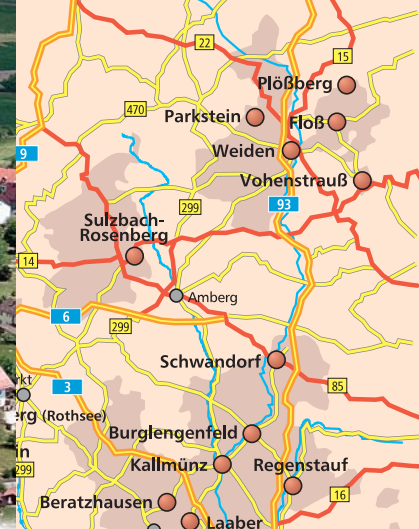 22
15
Plößberg
470
Parkstein
Floß
9
Weiden
Vohenstrauß
299
93
Sulzbach-
Rosenberg
14
Amberg
6
299
Schwandorf
3
85
(Rothsee)
Burglengenfeld
Kallmünz
Regenstauf
299
16
Beratzhausen
Laaber